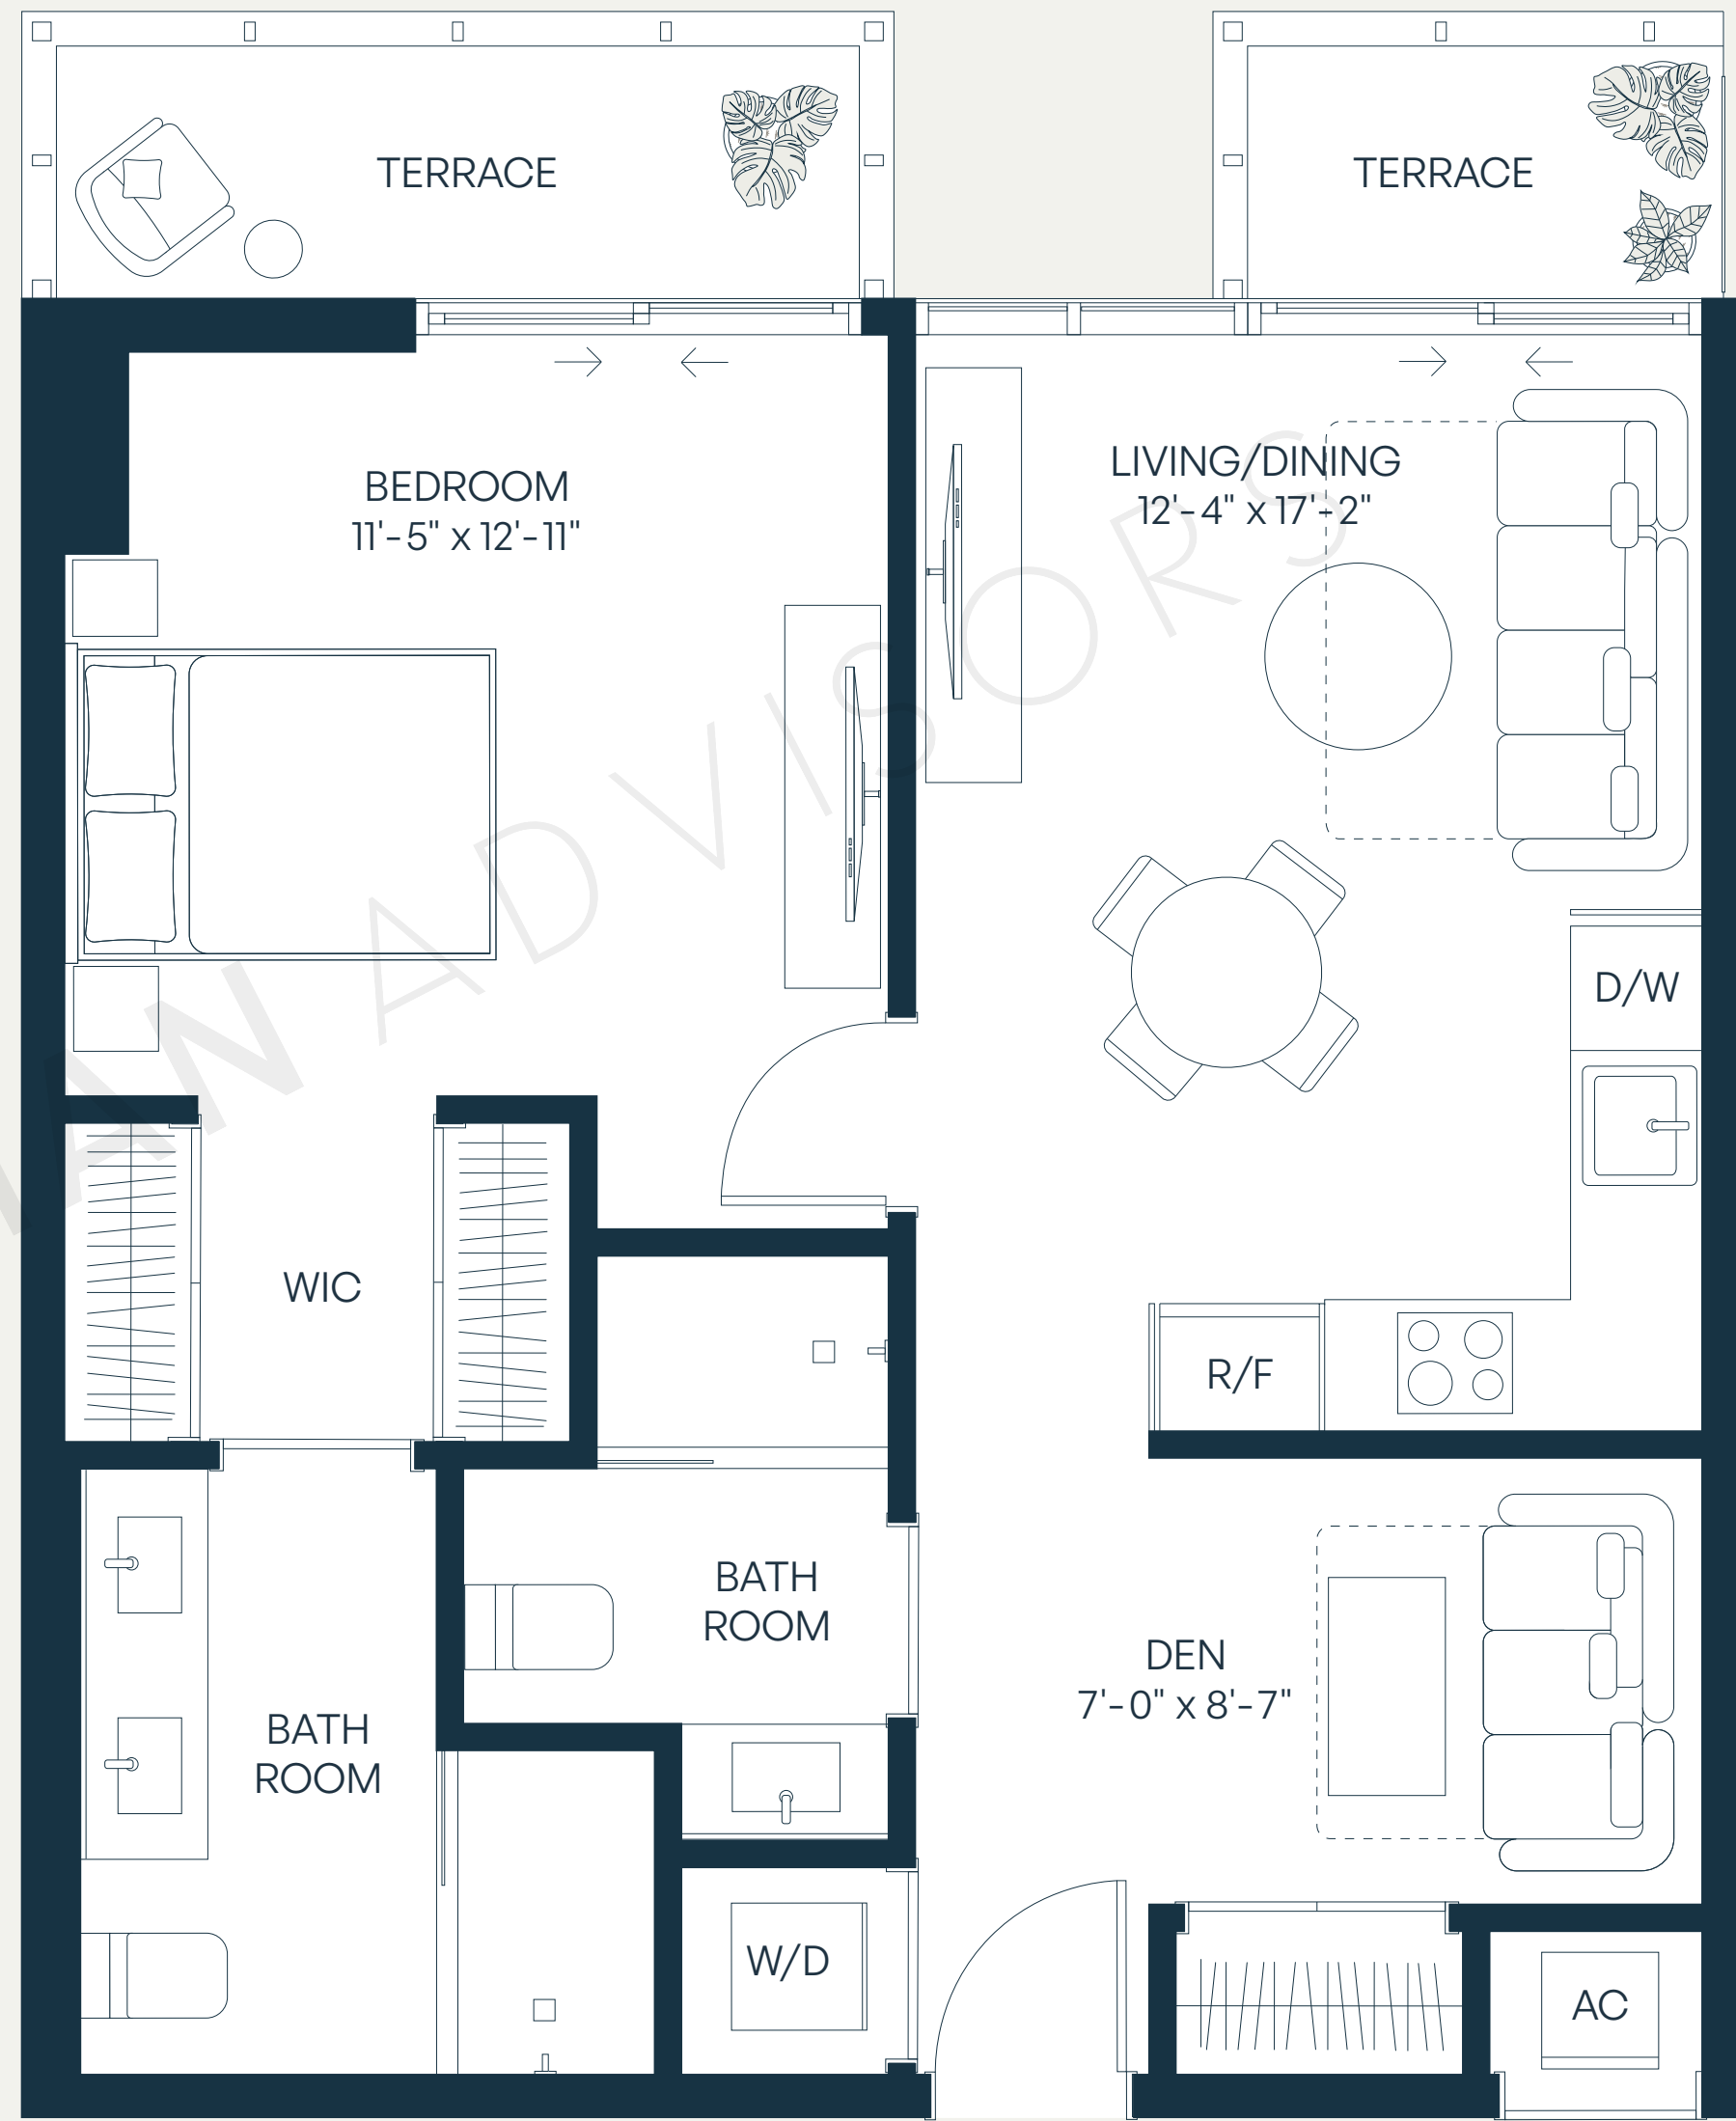 TERRACE
TERRACE
BEDROOM
11'-5" x 12'-11"
LIVING/DINING
12'-4" x 17'-2"
D/W
WIC
R/F
BATH
ROOM
DEN
7'-0" x 8'-7"
BATH
ROOM
W/D
AC
AN ADVISORS